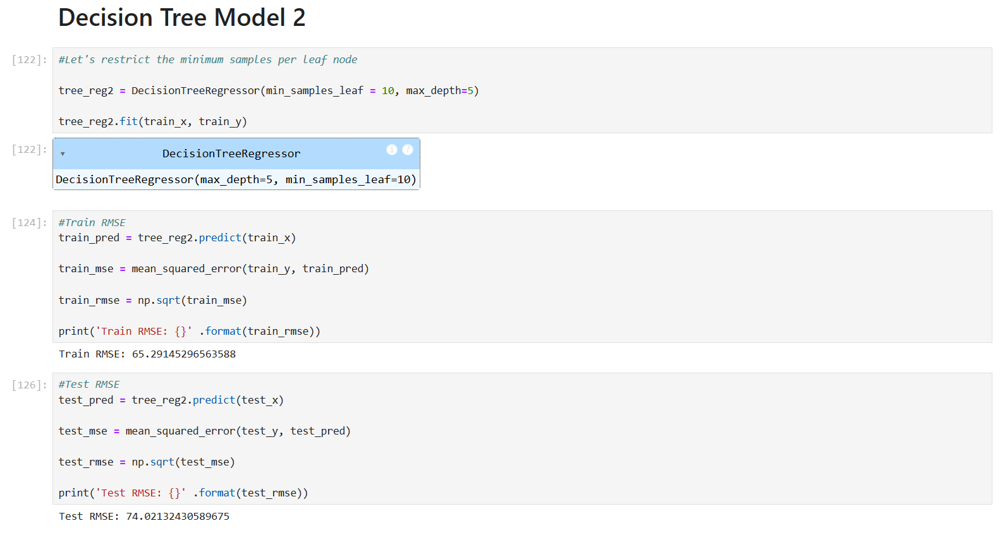 Decision Tree Model 2
[122]:
#Let's restrict the minimum samples per leaf node
tree_reg2 = DecisionTreeRegressor(min_samples_leaf = 10, max_depth=5)
tree_reg2.fit(train_x, train_y)
[122]:
▾ DecisionTreeRegressor i ?
DecisionTreeRegressor(max_depth=5, min_samples_leaf=10)
[124]:
#Train RMSE
train_pred = tree_reg2.predict(train_x)
train_mse = mean_squared_error(train_y, train_pred)
train_rmse = np.sqrt(train_mse)
print('Train RMSE: {}' .format(train_rmse))
Train RMSE: 65.29145296563588
[126]:
#Test RMSE
test_pred = tree_reg2.predict(test_x)
test_mse = mean_squared_error(test_y, test_pred)
test_rmse = np.sqrt(test_mse)
print('Test RMSE: {}' .format(test_rmse))
Test RMSE: 74.02132430589675